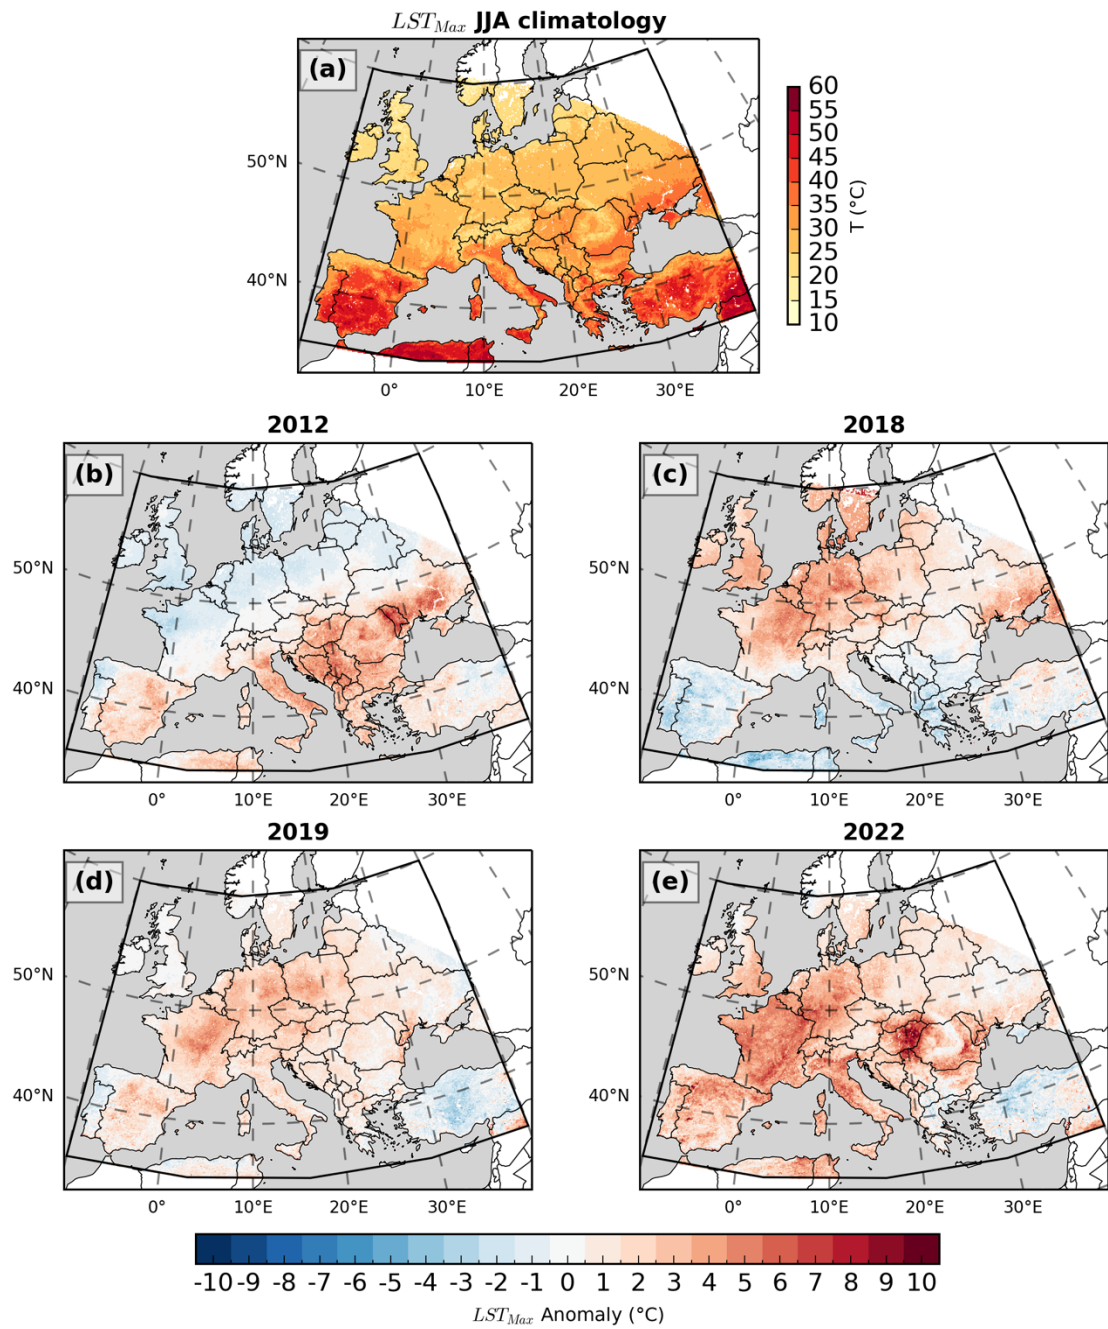 LST_Max JJA climatology
(a)
50°N
40°N
0°
10°E
20°E
30°E
60
55
50
45
40
35
30
25
20
15
10
T (°C)
2012
(b)
50°N
40°N
0°
10°E
20°E
30°E
2018
(c)
50°N
40°N
0°
10°E
20°E
30°E
2019
(d)
50°N
40°N
0°
10°E
20°E
30°E
2022
(e)
50°N
40°N
0°
10°E
20°E
30°E
-10 -9 -8 -7 -6 -5 -4 -3 -2 -1 0 1 2 3 4 5 6 7 8 9 10
LST_Max Anomaly (°C)